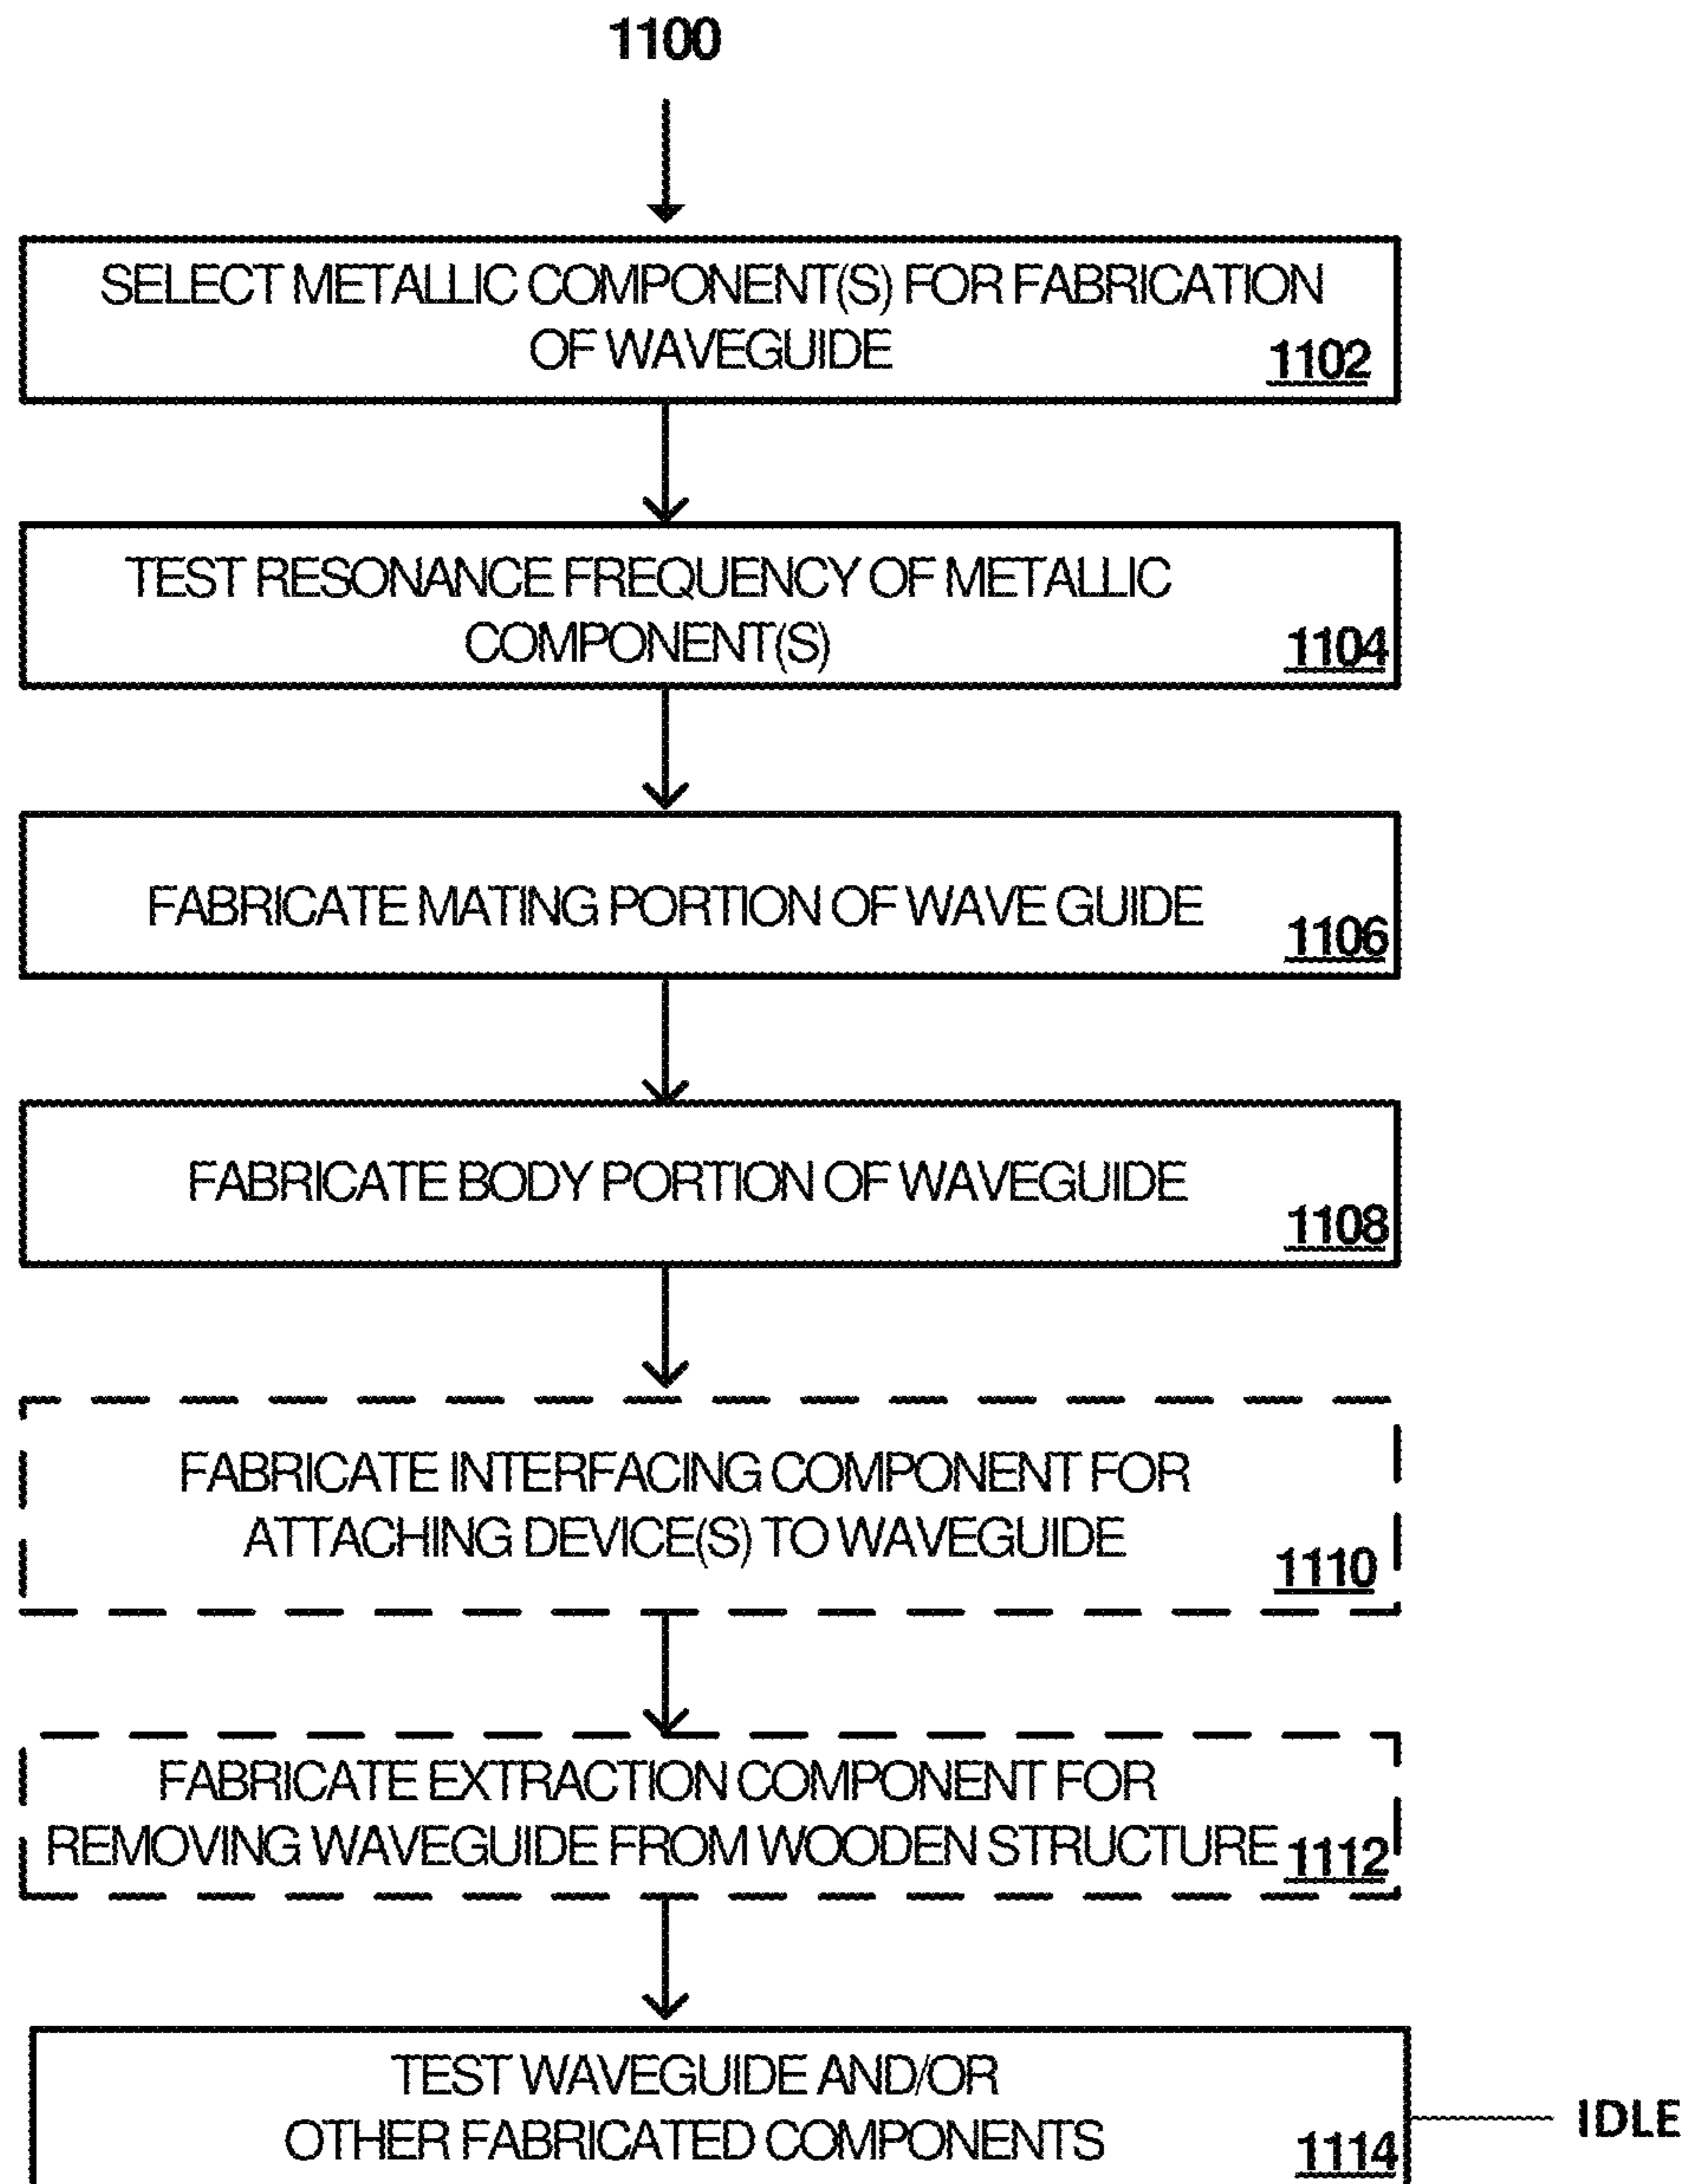 1100
SELECT METALLIC COMPONENT(S) FOR FABRICATION
OF WAVEGUIDE
1102
TEST RESONANCE FREQUENCY OF METALLIC
COMPONENT(S)
1104
FABRICATE MATING PORTION OF WAVE GUIDE
1106
FABRICATE BODY PORTION OF WAVEGUIDE
1108
FABRICATE INTERFACING COMPONENT FOR
ATTACHING DEVICE(S) TO WAVEGUIDE
1110
FABRICATE EXTRACTION COMPONENT FOR
REMOVING WAVEGUIDE FROM WOODEN STRUCTURE 1112
TEST WAVEGUIDE AND/OR
OTHER FABRICATED COMPONENTS
1114
IDLE